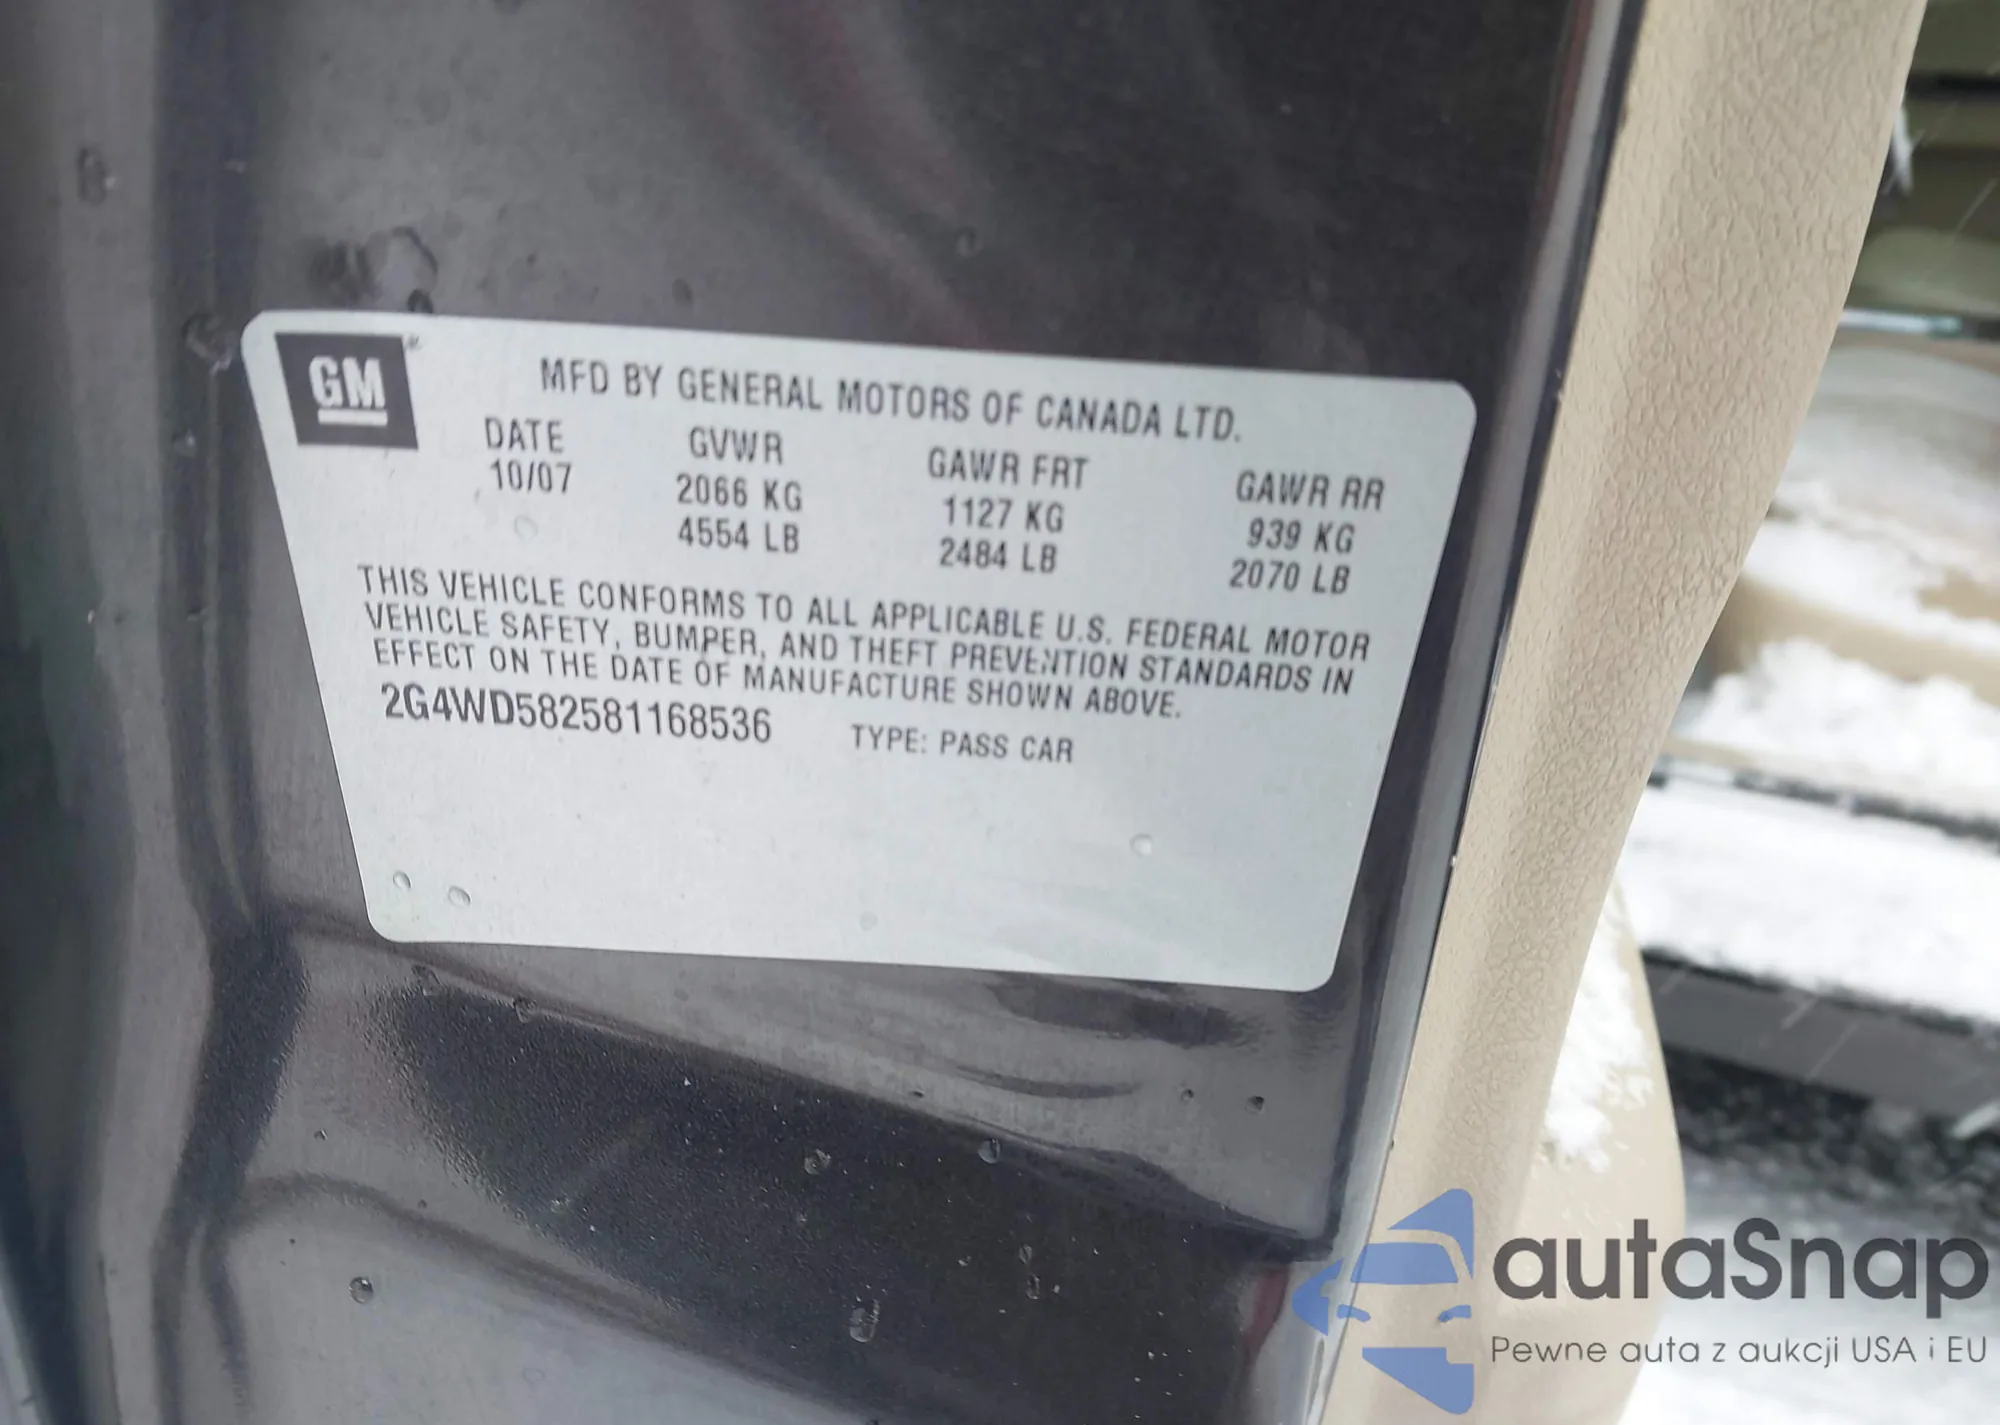 GM
MFD BY GENERAL MOTORS OF CANADA LTD.
DATE GVWR GAWR FRT GAWR RR
10/07 2066 KG 1127 KG 939 KG
4554 LB 2484 LB 2070 LB
THIS VEHICLE CONFORMS TO ALL APPLICABLE U.S. FEDERAL MOTOR
VEHICLE SAFETY, BUMPER, AND THEFT PREVENTION STANDARDS IN
EFFECT ON THE DATE OF MANUFACTURE SHOWN ABOVE.
2G4WD582581168536 TYPE: PASS CAR
autaSnap
Pewne auta z aukcji USA i EU